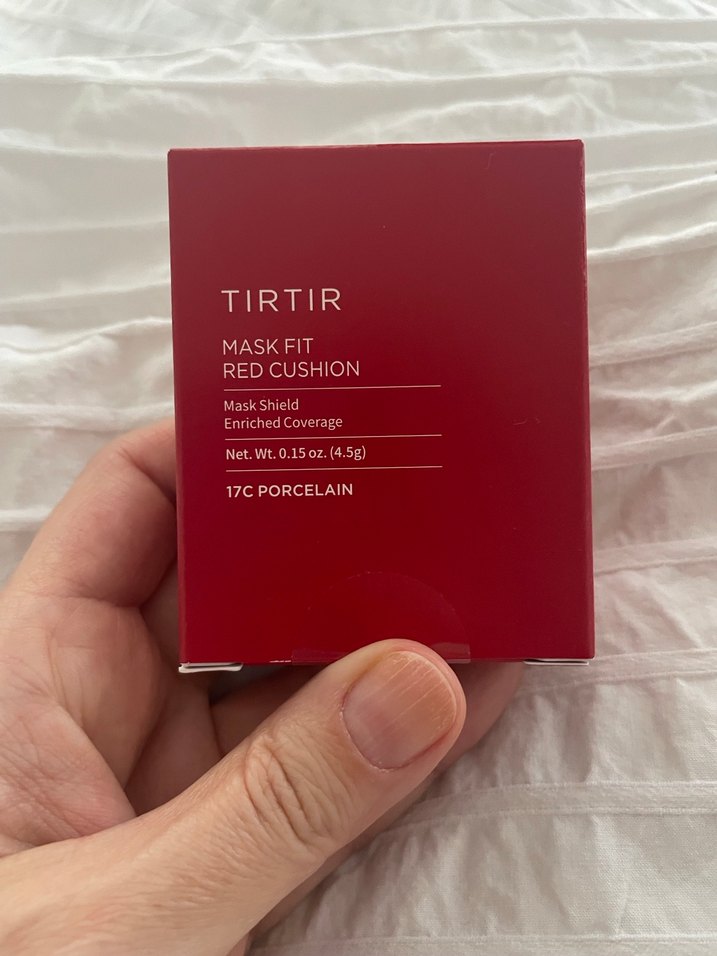 TIRTIR
MASK FIT
RED CUSHION
Mask Shield
Enriched Coverage
Net. Wt. 0.15 oz. (4.5g)
17C PORCELAIN